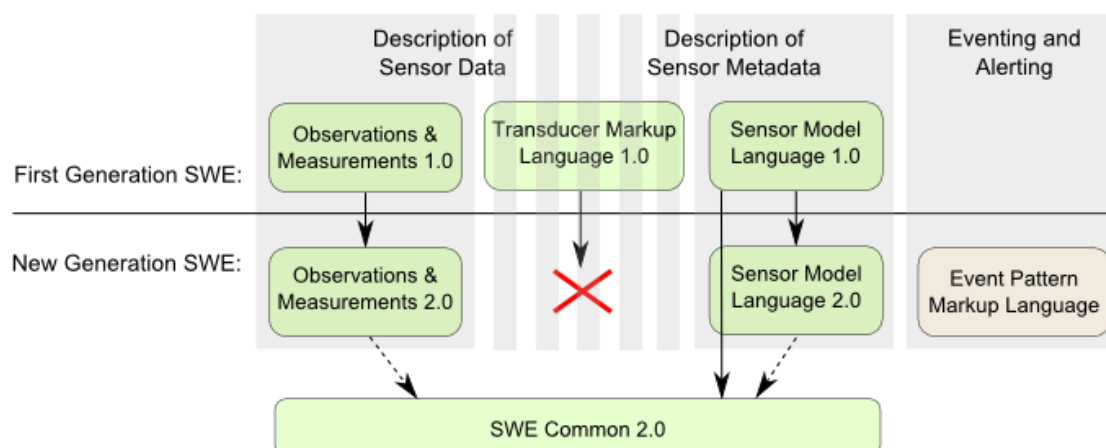 Description of
Sensor Data
Description of
Sensor Metadata
Eventing and
Alerting
First Generation SWE:
Observations &
Measurements 1.0
Transducer Markup
Language 1.0
Sensor Model
Language 1.0
New Generation SWE:
Observations &
Measurements 2.0
Sensor Model
Language 2.0
Event Pattern
Markup Language
SWE Common 2.0